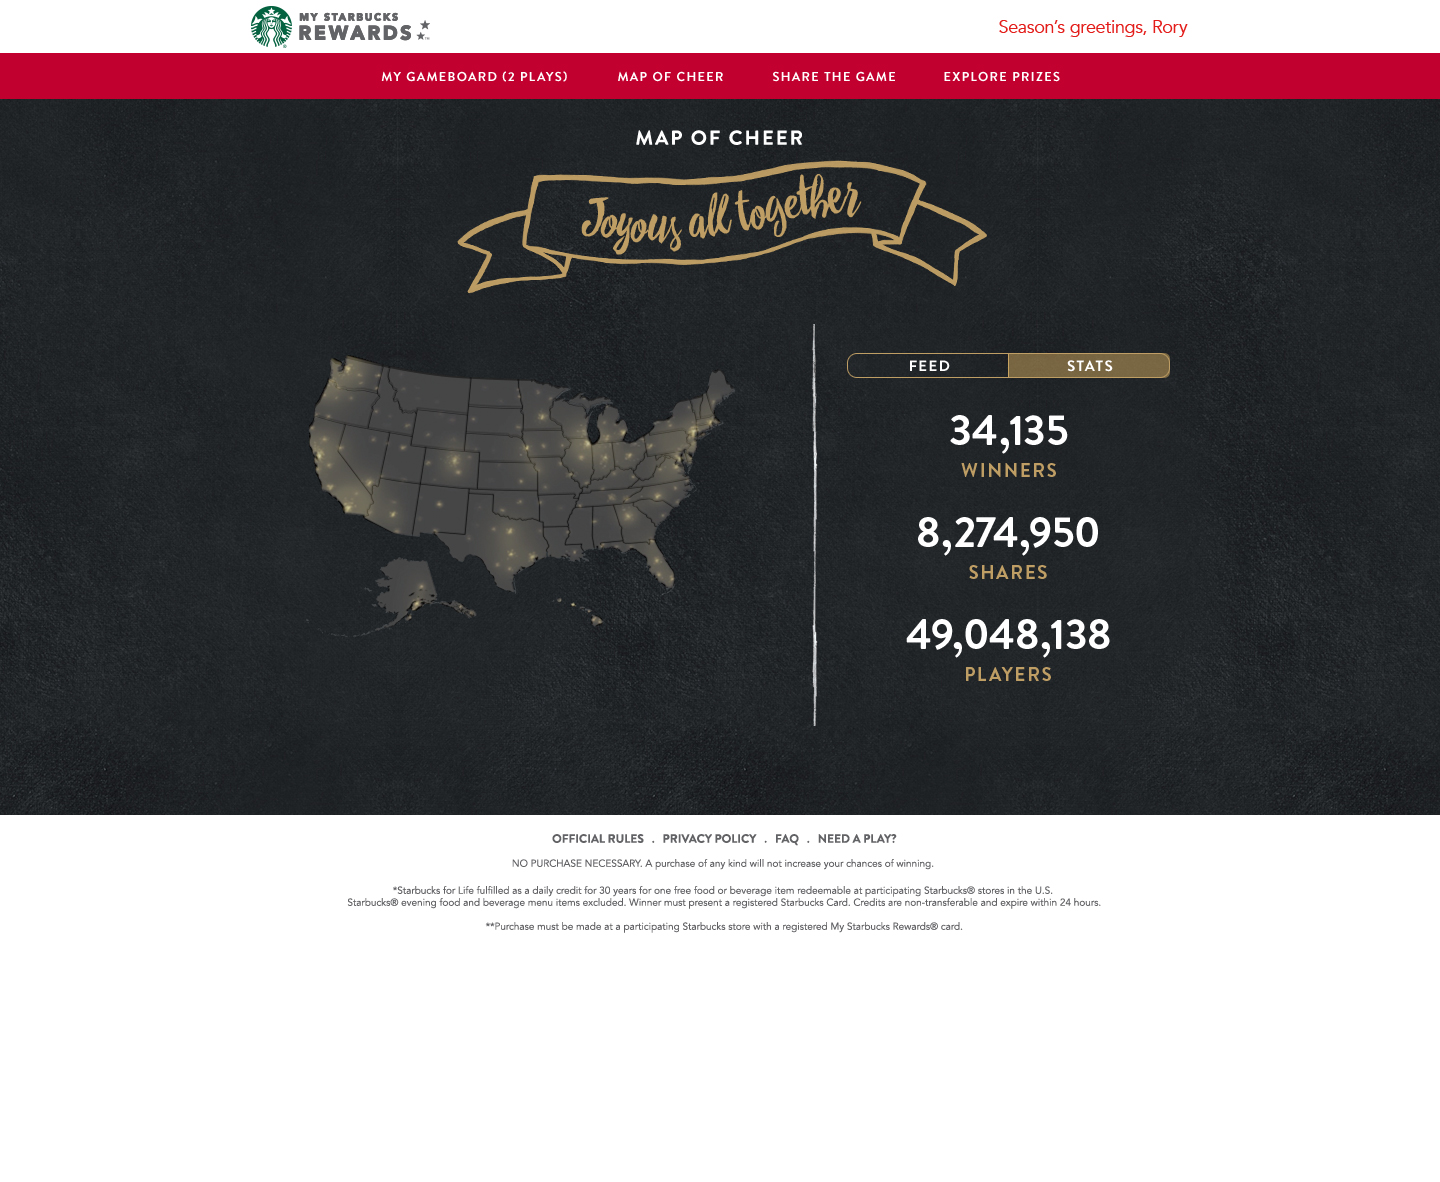 MY STARBUCKS
REWARDS
Season's greetings, Rory
MY GAMEBOARD (2 PLAYS) MAP OF CHEER SHARE THE GAME EXPLORE PRIZES
MAP OF CHEER
Joyous all together
FEED STATS
34,135
WINNERS
8,274,950
SHARES
49,048,138
PLAYERS
OFFICIAL RULES . PRIVACY POLICY . FAQ . NEED A PLAY?
NO PURCHASE NECESSARY. A purchase of any kind will not increase your chances of winning.
*Starbucks for Life fulfilled as a daily credit for 30 years for one free food or beverage item redeemable at participating Starbucks® stores in the U.S.
Starbucks® evening food and beverage menu items excluded. Winner must present a registered Starbucks Card. Credits are non-transferable and expire within 24 hours.
**Purchase must be made at a participating Starbucks store with a registered My Starbucks Rewards® card.